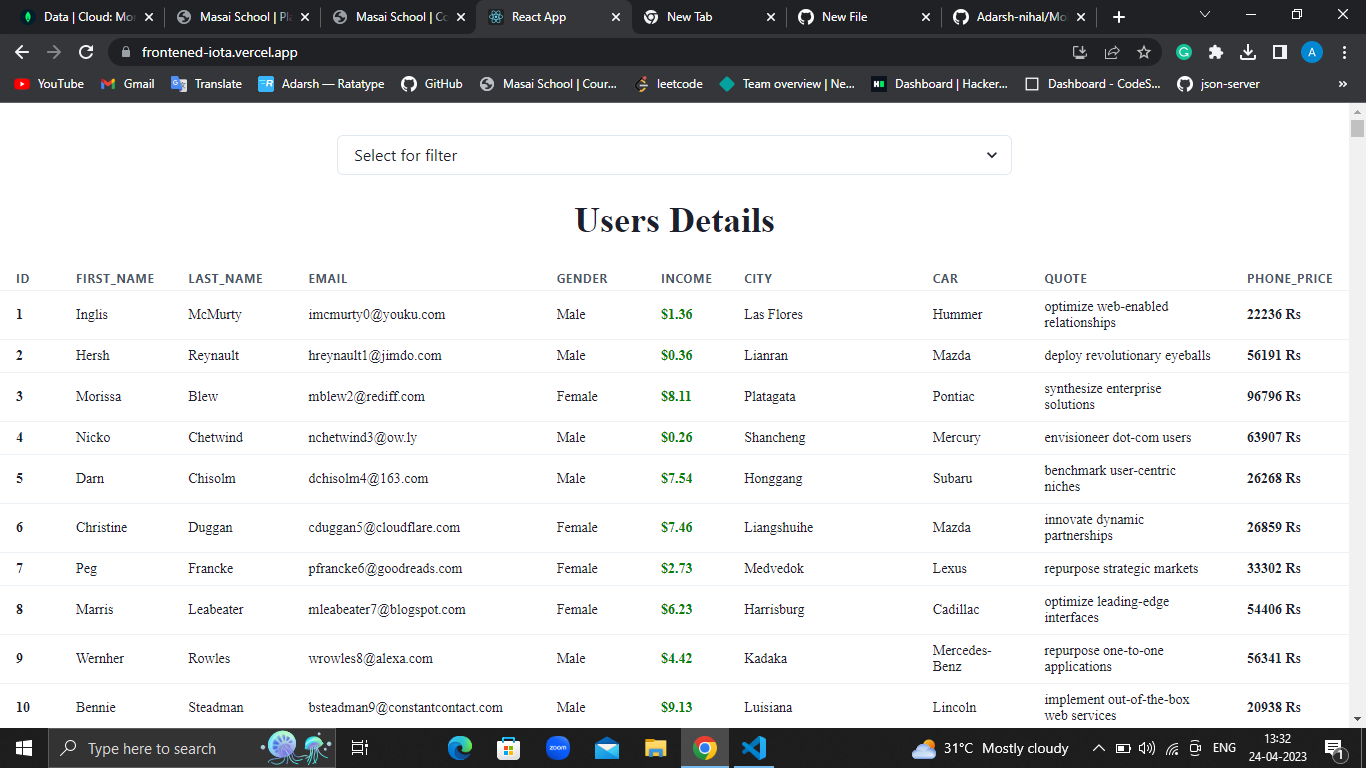 Data | Cloud: Mo
Masai School | Pl
Masai School | Co
React App
New Tab
New File
Adarsh-nihal/Mo
frontened-iota.vercel.app
A
YouTube
Gmail
Translate
Adarsh — Ratatype
GitHub
Masai School | Cour...
leetcode
Team overview | Ne...
Dashboard | Hacker...
Dashboard - CodeS...
json-server
»
Select for filter
Users Details
ID FIRST_NAME LAST_NAME EMAIL GENDER INCOME CITY CAR QUOTE PHONE_PRICE
1 Inglis McMurty imcmurty0@youku.com Male $1.36 Las Flores Hummer optimize web-enabled relationships 22236 Rs
2 Hersh Reynault hreynault1@jimdo.com Male $0.36 Lianran Mazda deploy revolutionary eyeballs 56191 Rs
3 Morissa Blew mblew2@rediff.com Female $8.11 Platagata Pontiac synthesize enterprise solutions 96796 Rs
4 Nicko Chetwind nchetwind3@ow.ly Male $0.26 Shancheng Mercury envisioneer dot-com users 63907 Rs
5 Darn Chisolm dchisolm4@163.com Male $7.54 Honggang Subaru benchmark user-centric niches 26268 Rs
6 Christine Duggan cduggan5@cloudflare.com Female $7.46 Liangshuihe Mazda innovate dynamic partnerships 26859 Rs
7 Peg Francke pfrancke6@goodreads.com Female $2.73 Medvedok Lexus repurpose strategic markets 33302 Rs
8 Marris Leabeater mleabeater7@blogspot.com Female $6.23 Harrisburg Cadillac optimize leading-edge interfaces 54406 Rs
9 Wernher Rowles wrowles8@alexa.com Male $4.42 Kadaka Mercedes-Benz repurpose one-to-one applications 56341 Rs
10 Bennie Steadman bsteadman9@constantcontact.com Male $9.13 Luisiana Lincoln implement out-of-the-box web services 20938 Rs
Type here to search
zoom
31°C Mostly cloudy
ENG
13:32
24-04-2023
1